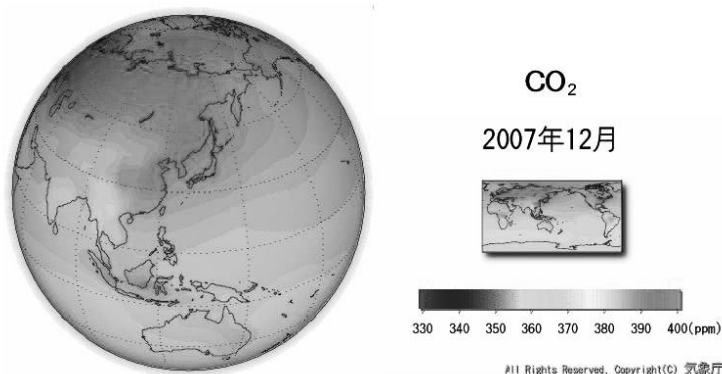 CO₂
2007年12月
330 340 350 360 370 380 390 400(ppm)
All Rights Reserved. Copyright(C) 気象庁